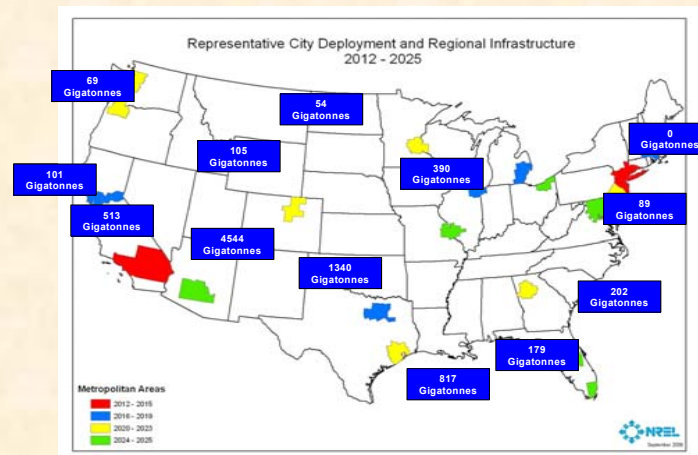 Representative City Deployment and Regional Infrastructure
2012 - 2025
69
Gigatonnes
54
Gigatonnes
0
Gigatonnes
105
Gigatonnes
390
Gigatonnes
101
Gigatonnes
89
Gigatonnes
513
Gigatonnes
4544
Gigatonnes
1340
Gigatonnes
202
Gigatonnes
179
Gigatonnes
817
Gigatonnes
Metropolitan Areas
2012 - 2015
2016 - 2019
2020 - 2023
2024 - 2025
NREL
September 2006